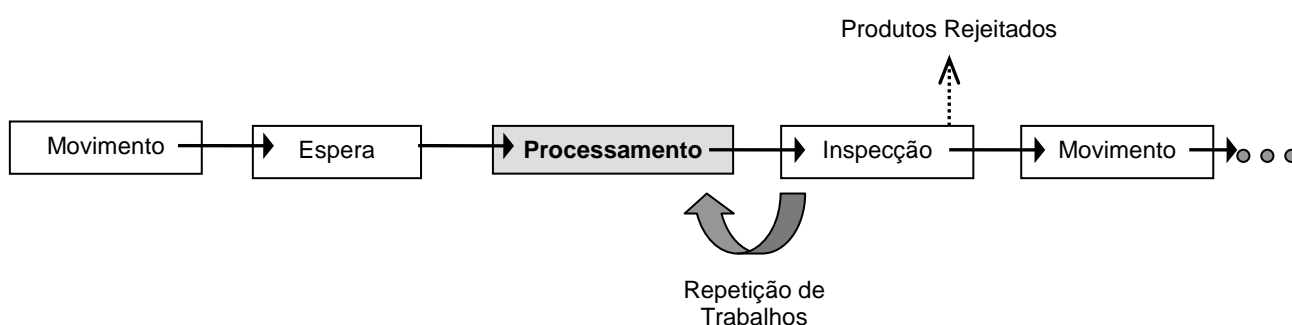 Produtos Rejeitados
Movimento
Espera
Processamento
Inspecção
Movimento
Repetição de
Trabalhos